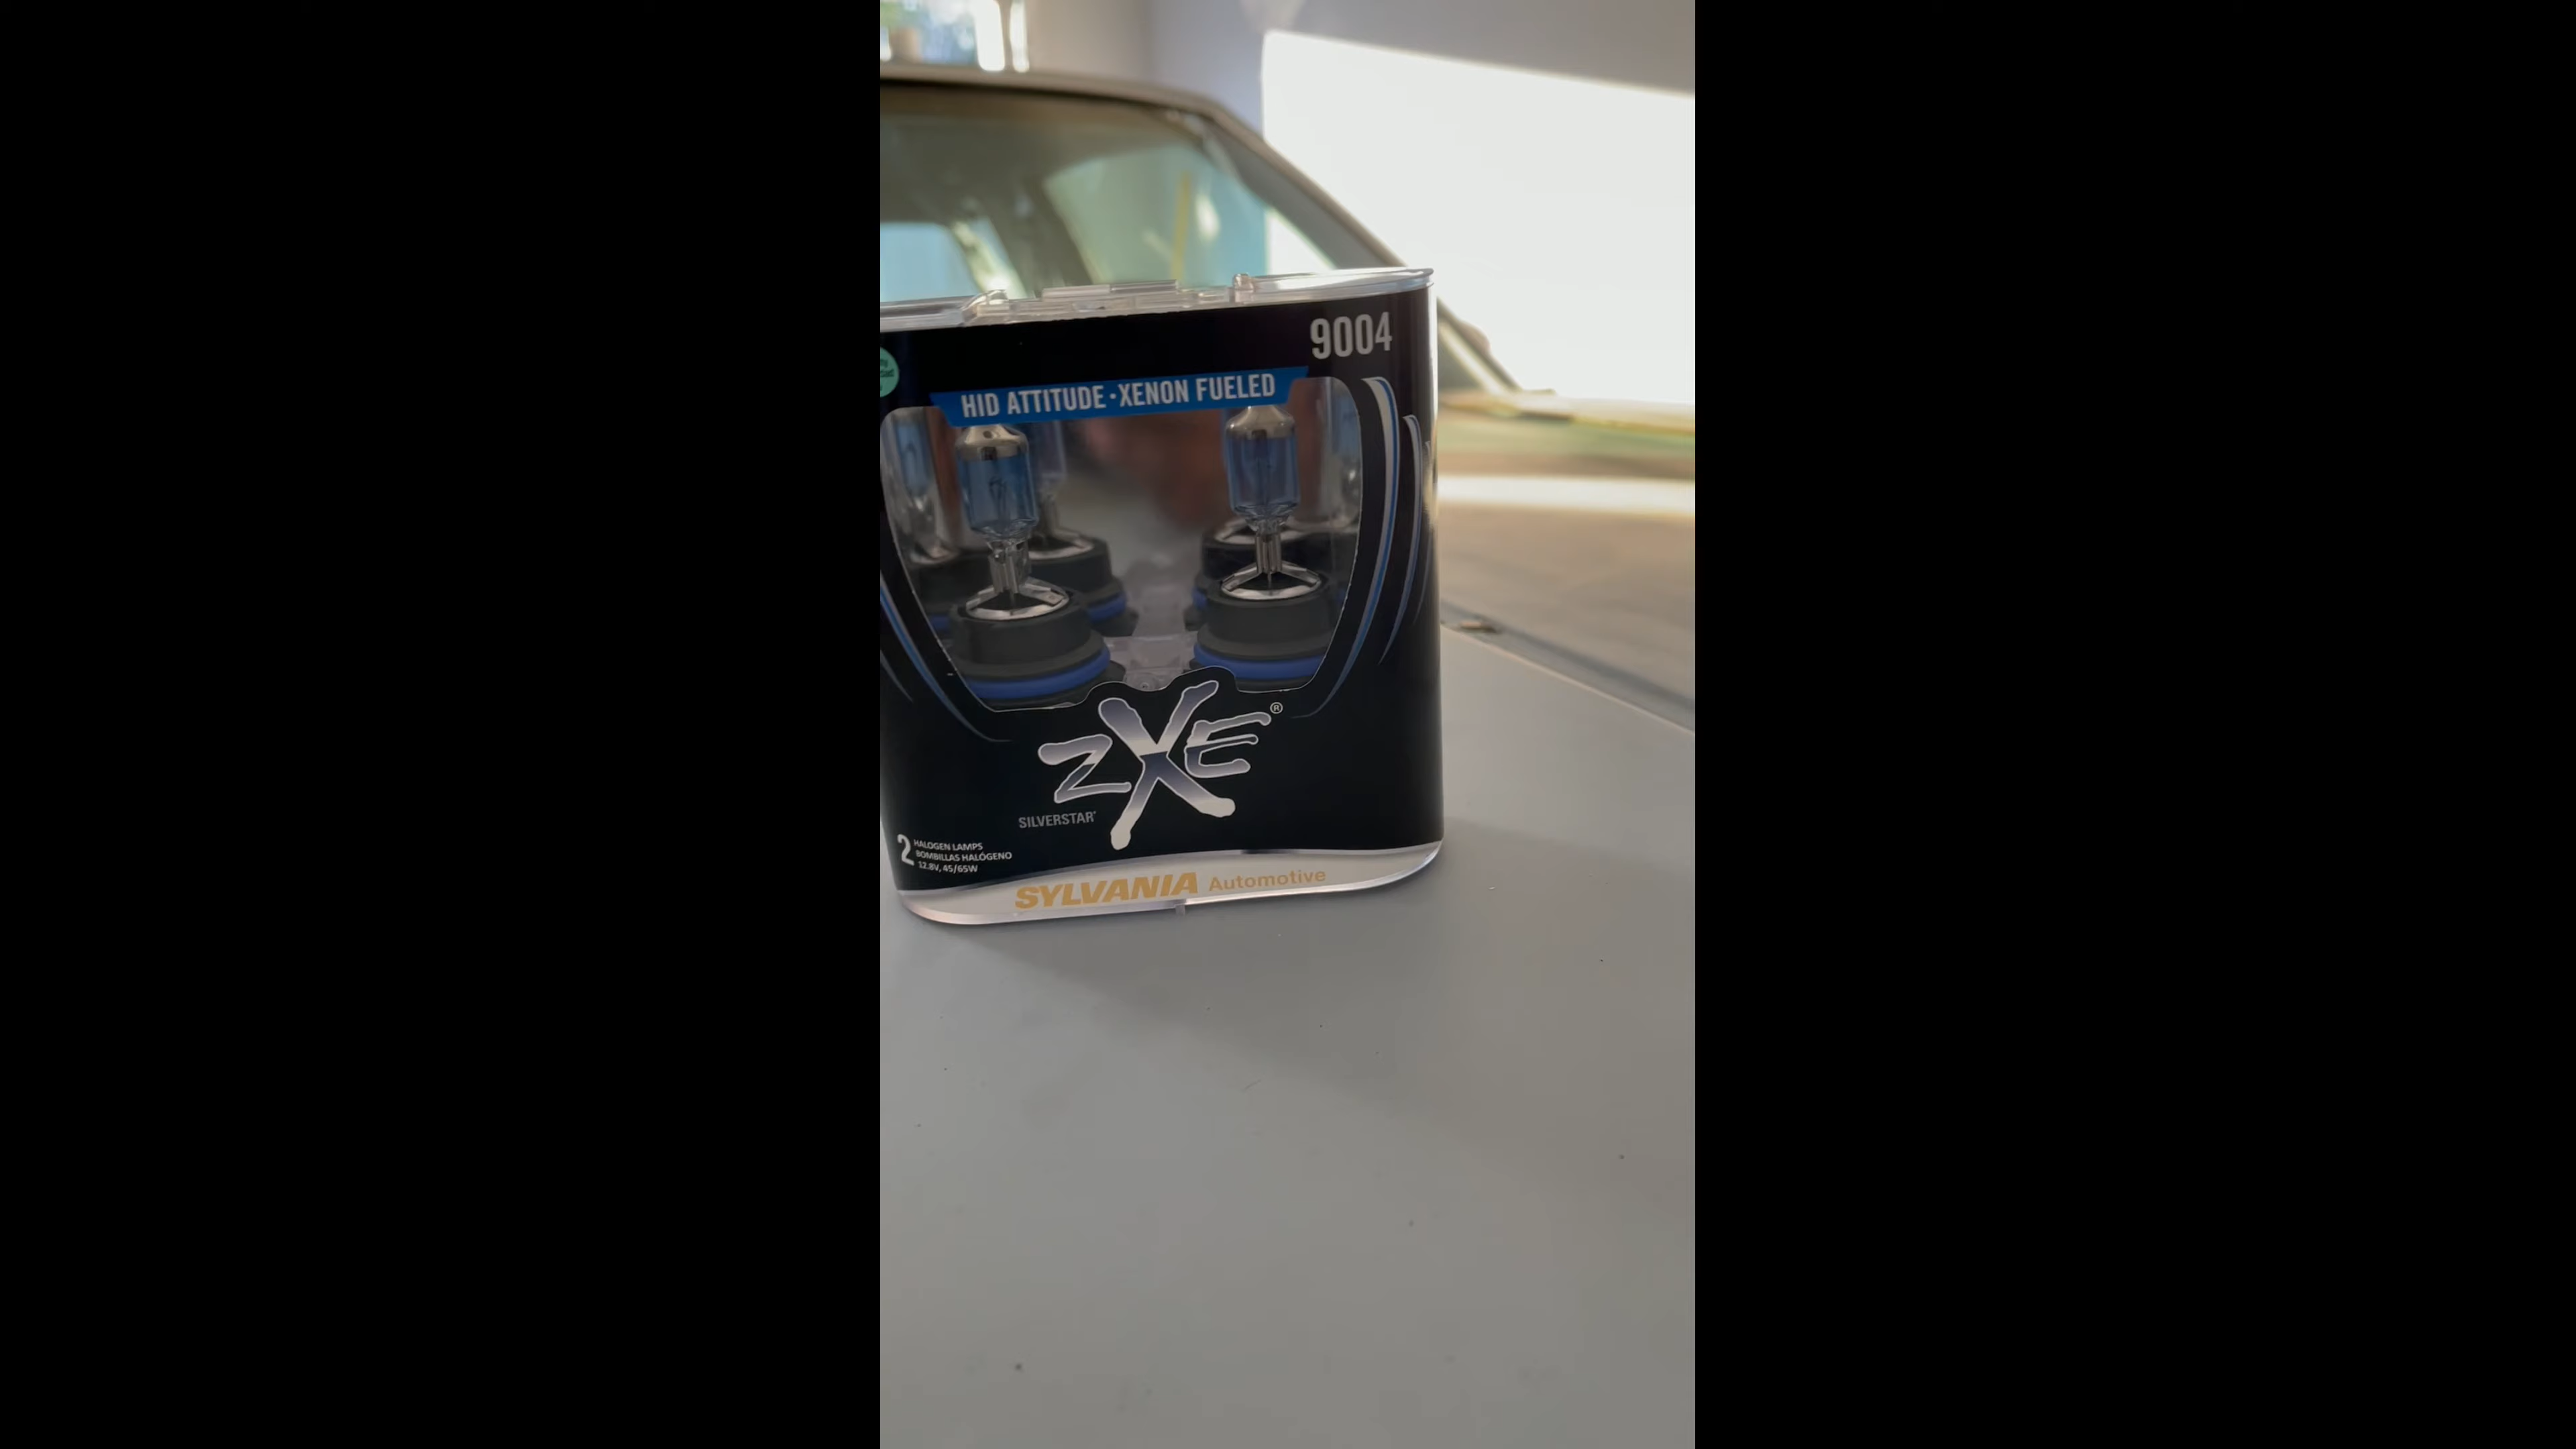 9004
HID ATTITUDE·XENON FUELED
ZXE®
SILVERSTAR®
2 HALOGEN LAMPS
BOMBILLAS HALÓGENO
12.8V, 45/65W
SYLVANIA Automotive